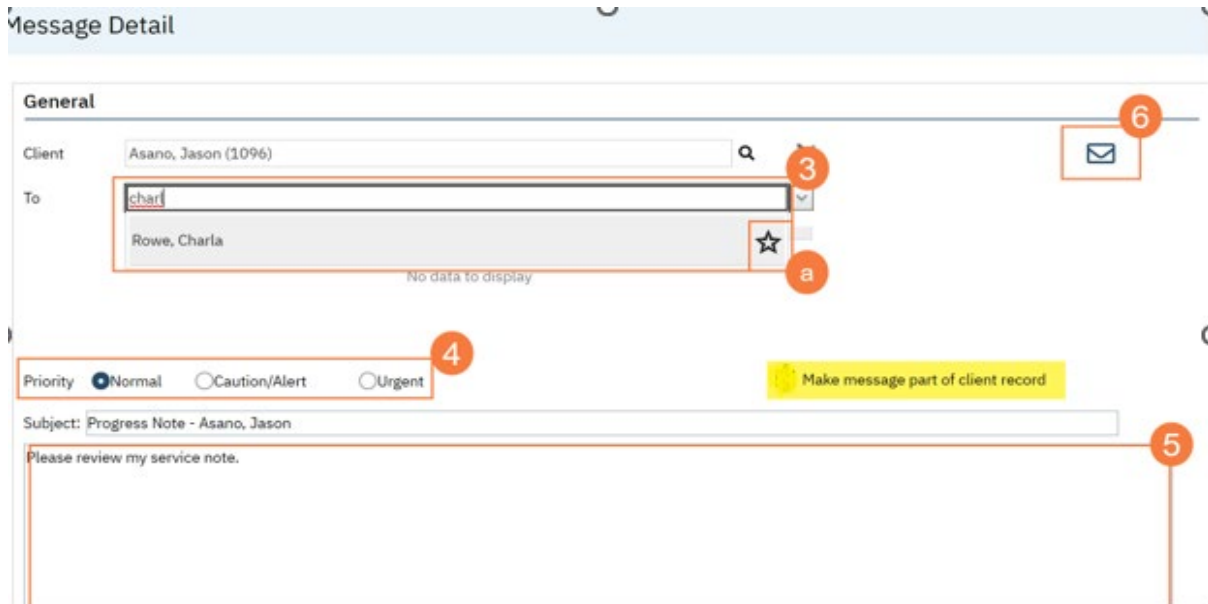 Message Detail
General
6
Client Asano, Jason (1096)
3
To charl
Rowe, Charla
a
No data to display
4
Priority Normal Caution/Alert Urgent Make message part of client record
Subject: Progress Note - Asano, Jason
5
Please review my service note.